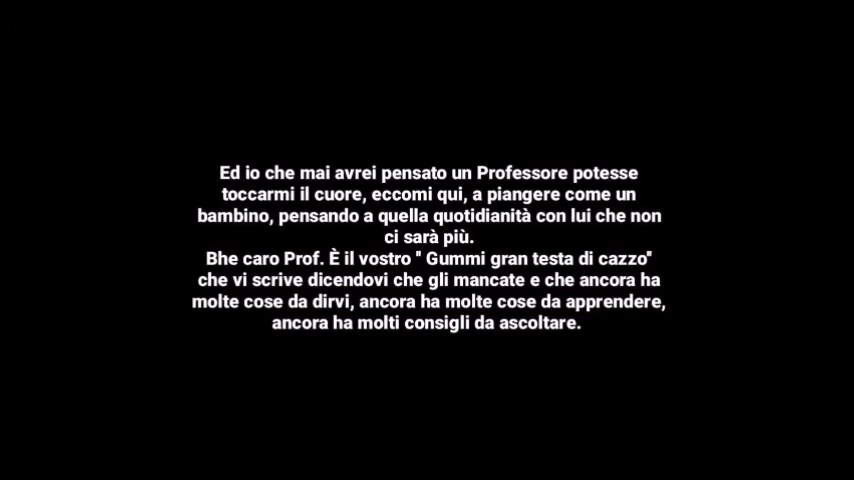 Ed io che mai avrei pensato un Professore potesse
toccarmi il cuore, eccomi qui, a piangere come un
bambino, pensando a quella quotidianità con lui che non
ci sarà più.
Bhe caro Prof. È il vostro " Gummi gran testa di cazzo"
che vi scrive dicendovi che gli mancate e che ancora ha
molte cose da dirvi, ancora ha molte cose da apprendere,
ancora ha molti consigli da ascoltare.